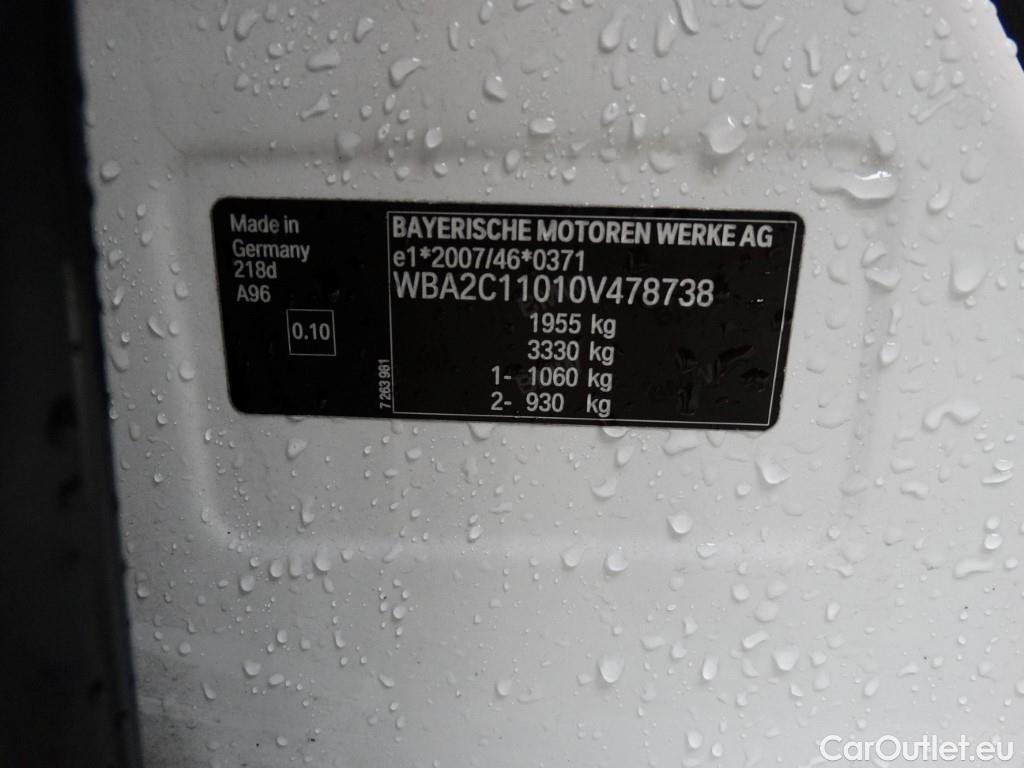 Made in
Germany
218d
A96
0.10
7 263 961
BAYERISCHE MOTOREN WERKE AG
e1*2007/46*0371
WBA2C11010V478738
1955 kg
3330 kg
1- 1060 kg
2- 930 kg
CarOutlet.eu